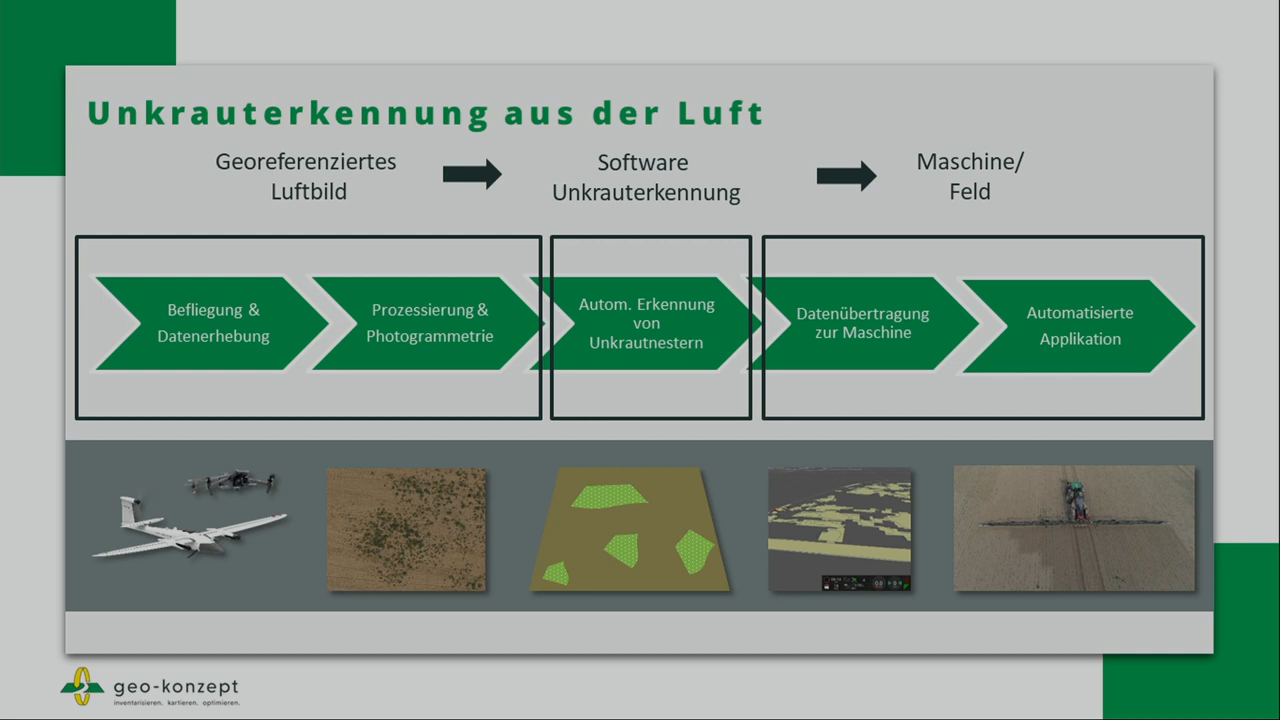 Unkrauterkennung aus der Luft
Georeferenziertes
Luftbild
Software
Unkrauterkennung
Maschine/
Feld
Befliegung &
Datenerhebung
Prozessierung &
Photogrammetrie
Autom. Erkennung
von
Unkrautnestern
Datenübertragung
zur Maschine
Automatisierte
Applikation
geo-konzept
inventarisieren. kartieren. optimieren.